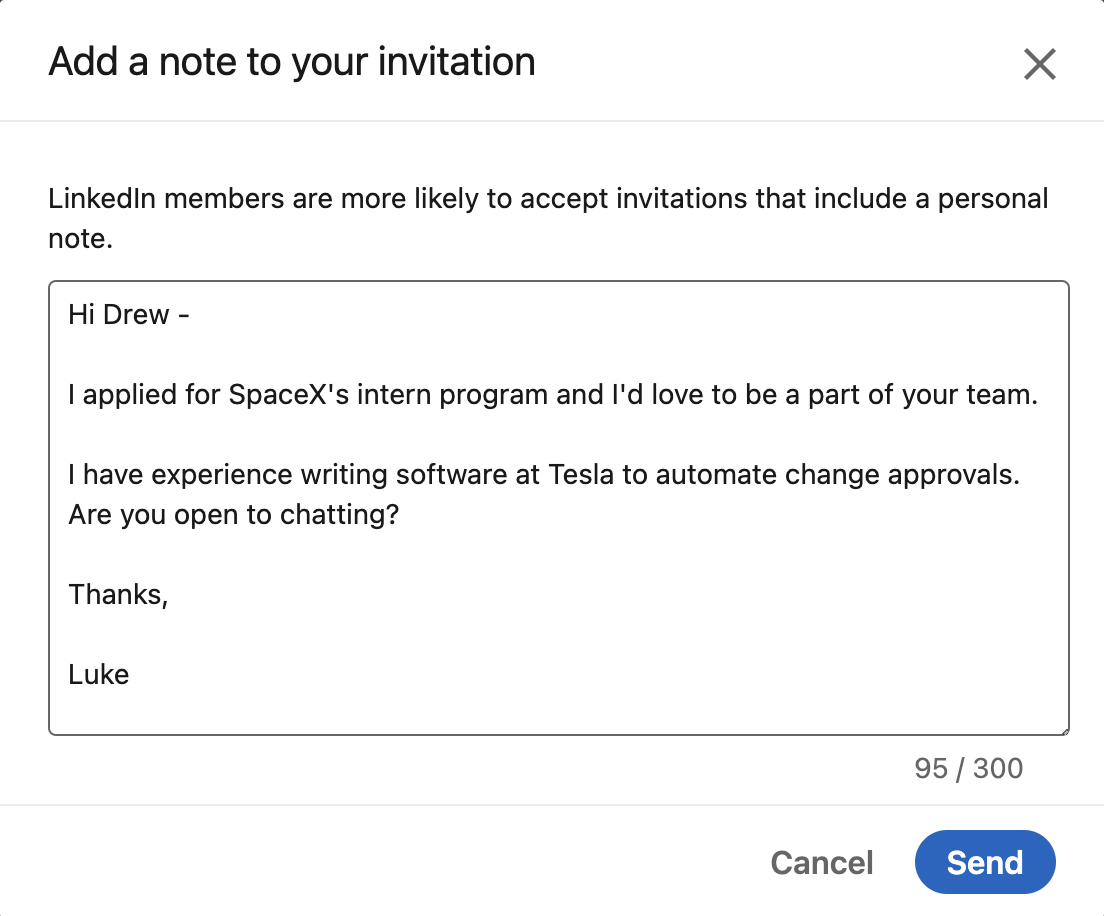 Add a note to your invitation
LinkedIn members are more likely to accept invitations that include a personal
note.
Hi Drew -
I applied for SpaceX's intern program and I'd love to be a part of your team.
I have experience writing software at Tesla to automate change approvals.
Are you open to chatting?
Thanks,
Luke
95 / 300
Cancel
Send